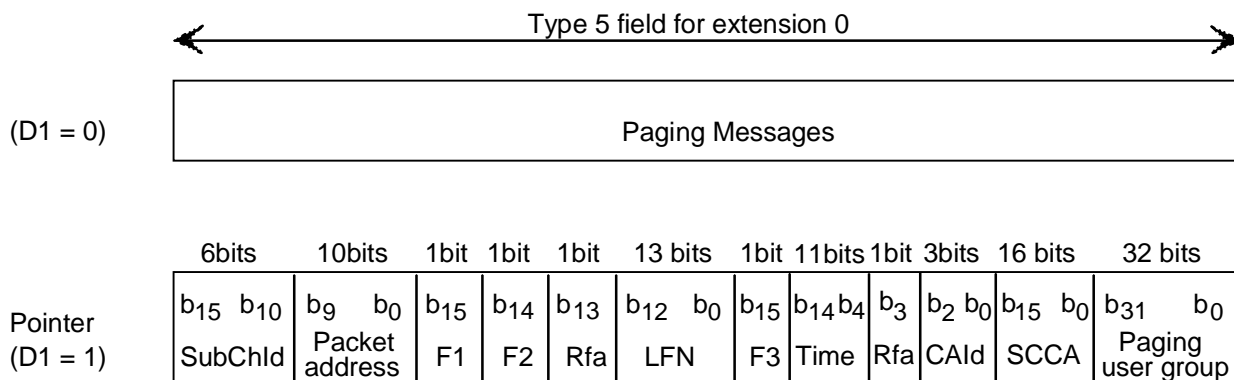 Type 5 field for extension 0
(D1 = 0)
Paging Messages
6bits 10bits 1bit 1bit 1bit 13 bits 1bit 11bits 1bit 3bits 16 bits 32 bits
b15 b10 b9 b0 b15 b14 b13 b12 b0 b15 b14 b4 b3 b2 b0 b15 b0 b31 b0
Pointer
(D1 = 1)
SubChId Packet address F1 F2 Rfa LFN F3 Time Rfa CAId SCCA Paging user group